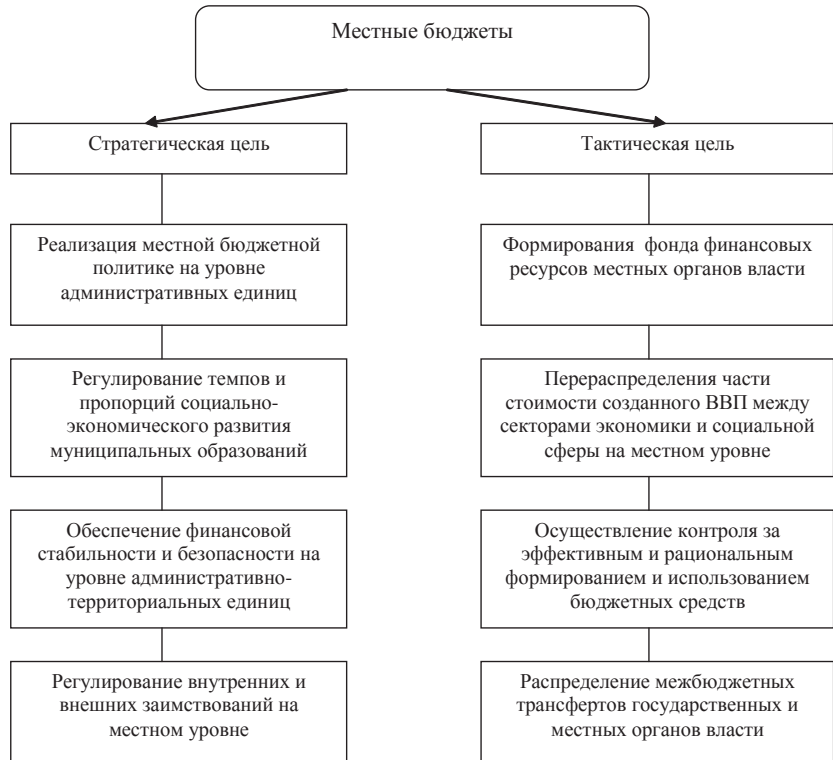 Местные бюджеты
Стратегическая цель
Реализация местной бюджетной
политике на уровне
административных единиц
Регулирование темпов и
пропорций социально-
экономического развития
муниципальных образований
Обеспечение финансовой
стабильности и безопасности на
уровне административно-
территориальных единиц
Регулирование внутренних и
внешних заимствований на
местном уровне
Тактическая цель
Формирования фонда финансовых
ресурсов местных органов власти
Перераспределения части
стоимости созданного ВВП между
секторами экономики и социальной
сферы на местном уровне
Осуществление контроля за
эффективным и рациональным
формированием и использованием
бюджетных средств
Распределение межбюджетных
трансфертов государственных и
местных органов власти